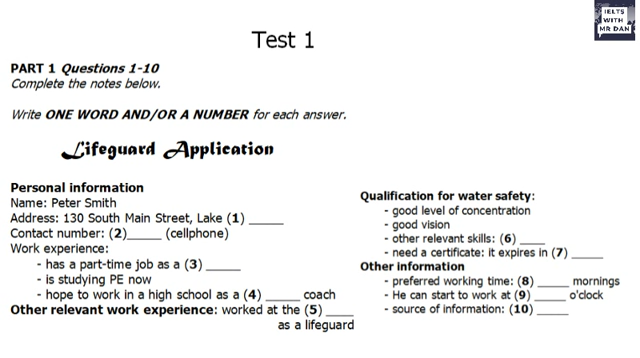 IELTS
WITH
MR DAN
Test 1
PART 1 Questions 1-10
Complete the notes below.
Write ONE WORD AND/OR A NUMBER for each answer.
Lifeguard Application
Personal information
Name: Peter Smith
Address: 130 South Main Street, Lake (1) _____
Contact number: (2)_____ (cellphone)
Work experience:
- has a part-time job as a (3) _____
- is studying PE now
- hope to work in a high school as a (4) _____ coach
Other relevant work experience: worked at the (5) ____
as a lifeguard
Qualification for water safety:
- good level of concentration
- good vision
- other relevant skills: (6) ____
- need a certificate: it expires in (7) _____
Other information
- preferred working time: (8) _____ mornings
- He can start to work at (9) _____ o'clock
- source of information: (10) _____